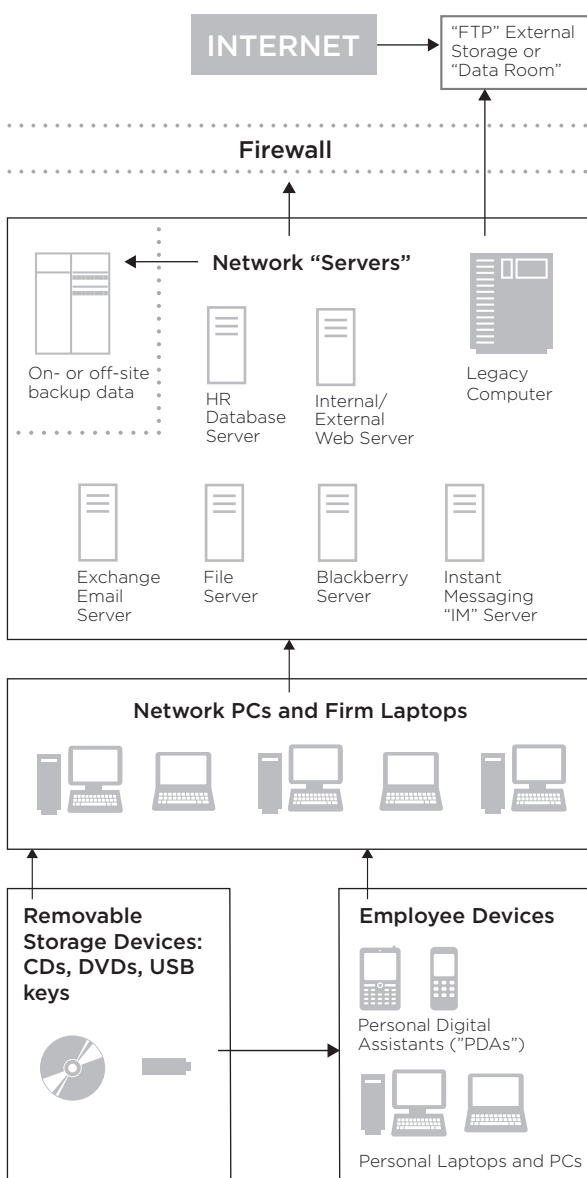 INTERNET
“FTP” External
Storage or
“Data Room”
Firewall
Network “Servers”
On- or off-site
backup data
HR
Database
Server
Internal/
External
Web Server
Legacy
Computer
Exchange
Email
Server
File
Server
Blackberry
Server
Instant
Messaging
“IM” Server
Network PCs and Firm Laptops
Removable
Storage Devices:
CDs, DVDs, USB
keys
Employee Devices
Personal Digital
Assistants (”PDAs”)
Personal Laptops and PCs